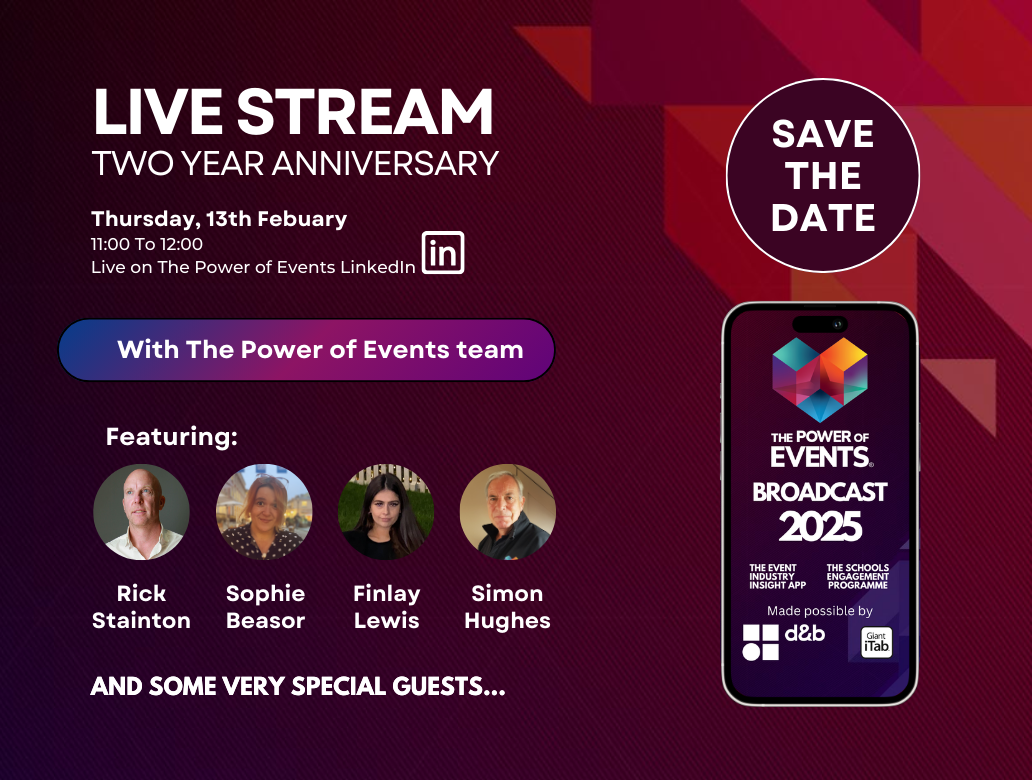 LIVE STREAM
TWO YEAR ANNIVERSARY
Thursday, 13th Febuary
11:00 To 12:00
Live on The Power of Events LinkedIn in
With The Power of Events team
Featuring:
Rick
Stainton
Sophie
Beasor
Finlay
Lewis
Simon
Hughes
AND SOME VERY SPECIAL GUESTS...
SAVE
THE
DATE
THE POWER OF
EVENTS®
BROADCAST
2025
THE EVENT
INDUSTRY
INSIGHT APP
THE SCHOOLS
ENGAGEMENT
PROGRAMME
Made possible by
d&b
Giant
iTab